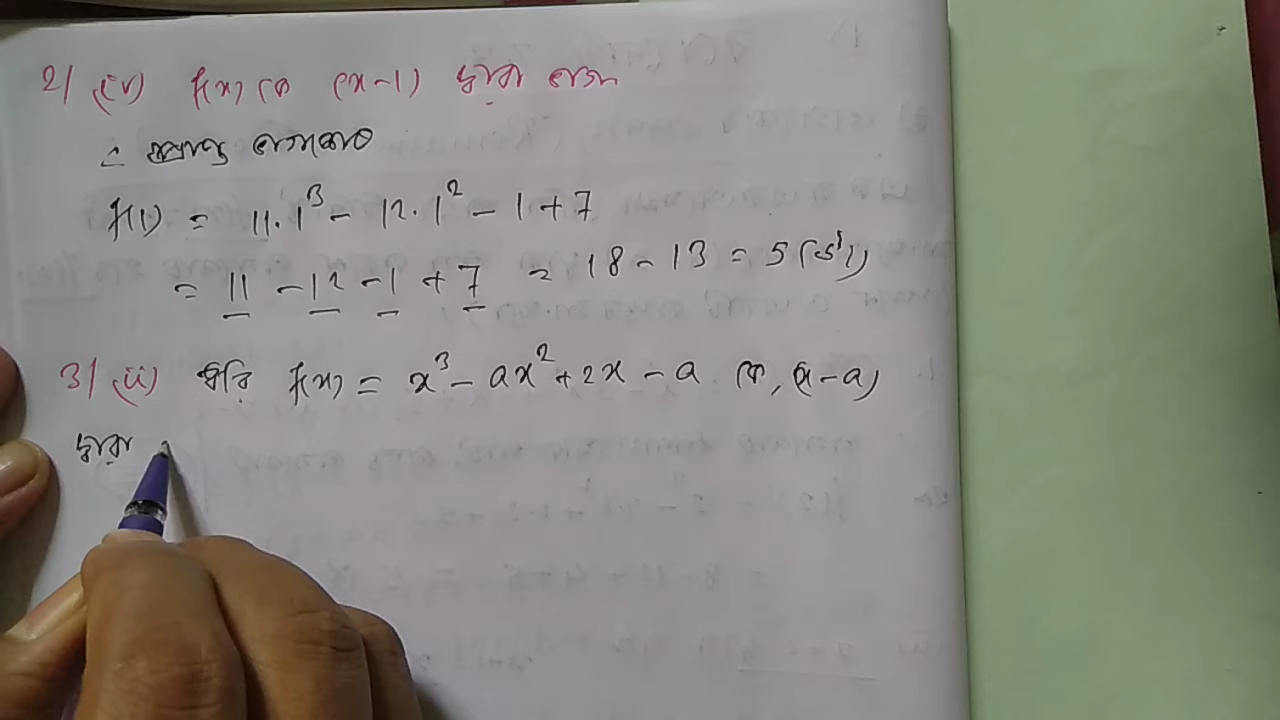 2/ (iv) f(x) কে (x-1) দ্বারা ভাগ
∴ ভাগশেষ
f(1) = 11.1³ - 12.1² - 1 + 7
= 11 - 12 - 1 + 7 = 18 - 13 = 5
3/ (ii) ধরি f(x) = x³ - ax² + 2x - a কে, (x-a)
দ্বারা